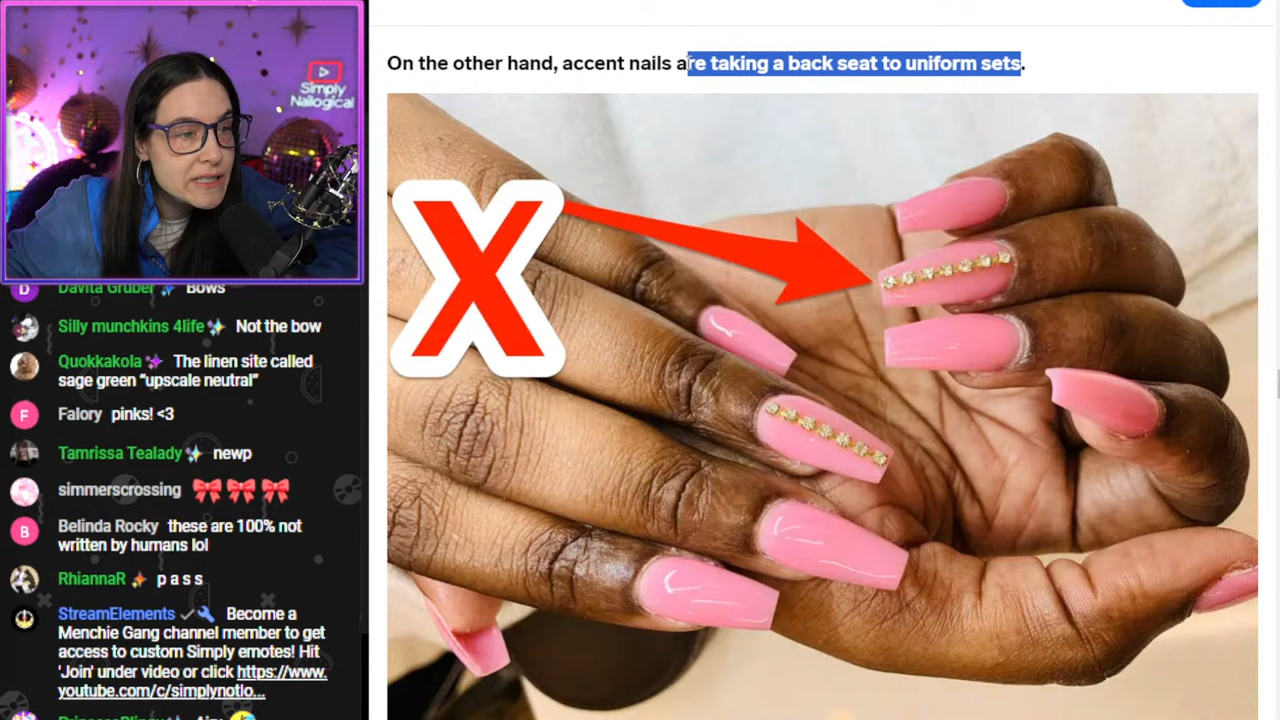 Simply
Nailogical
On the other hand, accent nails are taking a back seat to uniform sets.
X
Davita Gruber Bows
Silly munchkins 4life Not the bow
Quokkakola The linen site called
sage green “upscale neutral”
F Falory pinks! <3
Tamrissa Tealady newp
simmerscrossing
B Belinda Rocky these are 100% not
written by humans lol
RhiannaR p a s s
StreamElements Become a
Menchie Gang channel member to get
access to custom Simply emotes! Hit
'Join' under video or click https://www.
youtube.com/c/simplynotlo...